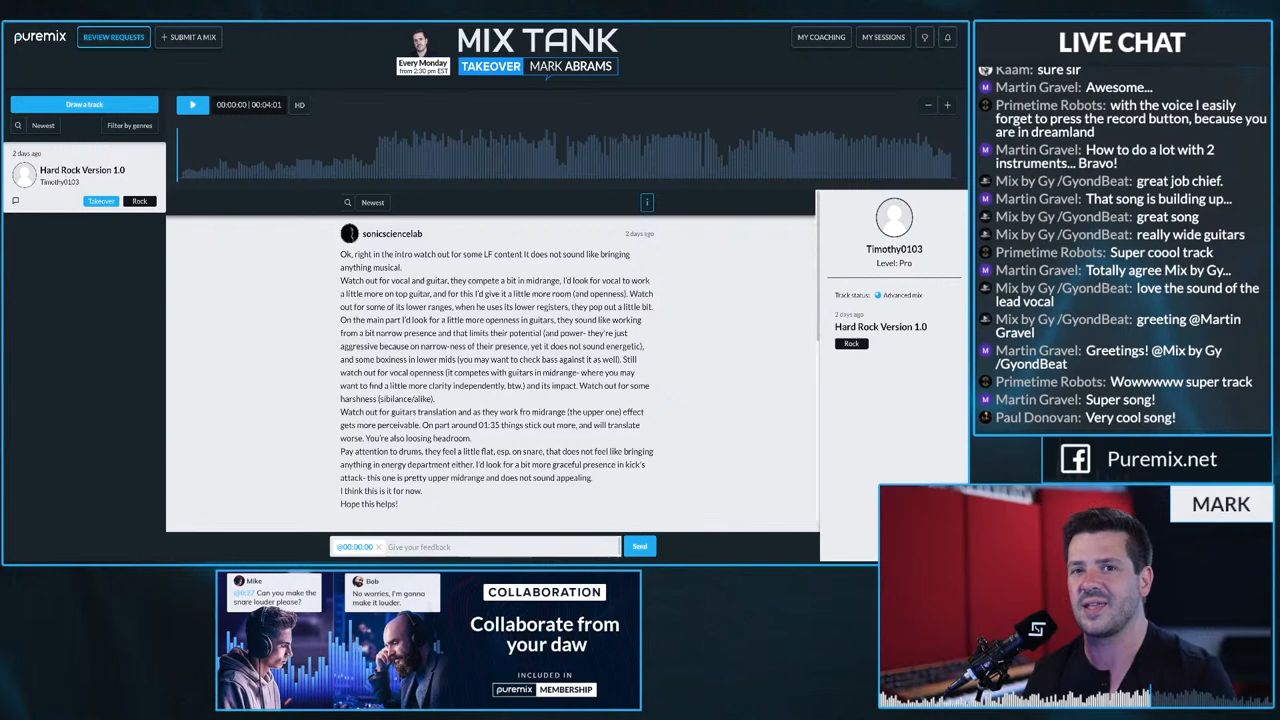 puremix
REVIEW REQUESTS
+ SUBMIT A MIX
Every Monday
from 2:30 pm EST
MIX TANK
TAKEOVER MARK ABRAMS
MY COACHING
MY SESSIONS
Draw a track
Newest
Filter by genres
2 days ago
Hard Rock Version 1.0
Timothy0103
Takeover
Rock
00:00:00 | 00:04:01
HD
Newest
i
sonicsciencelab
2 days ago
Ok, right in the intro watch out for some LF content It does not sound like bringing
anything musical.
Watch out for vocal and guitar, they compete a bit in midrange, I'd look for vocal to work
a little more on top guitar, and for this I'd give it a little more room (and openness). Watch
out for some of its lower ranges, when he uses its lower registers, they pop out a little bit.
On the main part I'd look for a little more openness in guitars, they sound like working
from a bit narrow presence and that limits their potential (and power- they're just
aggressive because on narrow-ness of their presence, yet it does not sound energetic),
and some boxiness in lower mids (you may want to check bass against it as well). Still
watch out for vocal openness (it competes with guitars in midrange- where you may
want to find a little more clarity independently, btw.) and its impact. Watch out for some
harshness (sibilance/alike).
Watch out for guitars translation and as they work fro midrange (the upper one) effect
gets more perceivable. On part around 01:35 things stick out more, and will translate
worse. You're also loosing headroom.
Pay attention to drums, they feel a little flat, esp. on snare, that does not feel like bringing
anything in energy department either. I'd look for a bit more graceful presence in kick's
attack- this one is pretty upper midrange and does not sound appealing.
I think this is it for now.
Hope this helps!
@00:00:00 ×
Give your feedback
Send
Timothy0103
Level: Pro
Track status: Advanced mix
2 days ago
Hard Rock Version 1.0
Rock
LIVE CHAT
Kaam: sure sir
Martin Gravel: Awesome...
Primetime Robots: with the voice I easily
forget to press the record button, because you
are in dreamland
Martin Gravel: How to do a lot with 2
instruments... Bravo!
Mix by Gy /GyondBeat: great job chief.
Martin Gravel: That song is building up...
Mix by Gy /GyondBeat: great song
Mix by Gy /GyondBeat: really wide guitars
Primetime Robots: Super coool track
Martin Gravel: Totally agree Mix by Gy...
Mix by Gy /GyondBeat: love the sound of the
lead vocal
Mix by Gy /GyondBeat: greeting @Martin
Gravel
Martin Gravel: Greetings! @Mix by Gy
/GyondBeat
Primetime Robots: Wowwwww super track
Martin Gravel: Super song!
Paul Donovan: Very cool song!
Puremix.net
MARK
Mike
@0:27 Can you make the
snare louder please?
Bob
No worries, I'm gonna
make it louder.
COLLABORATION
Collaborate from
your daw
INCLUDED IN
puremix MEMBERSHIP